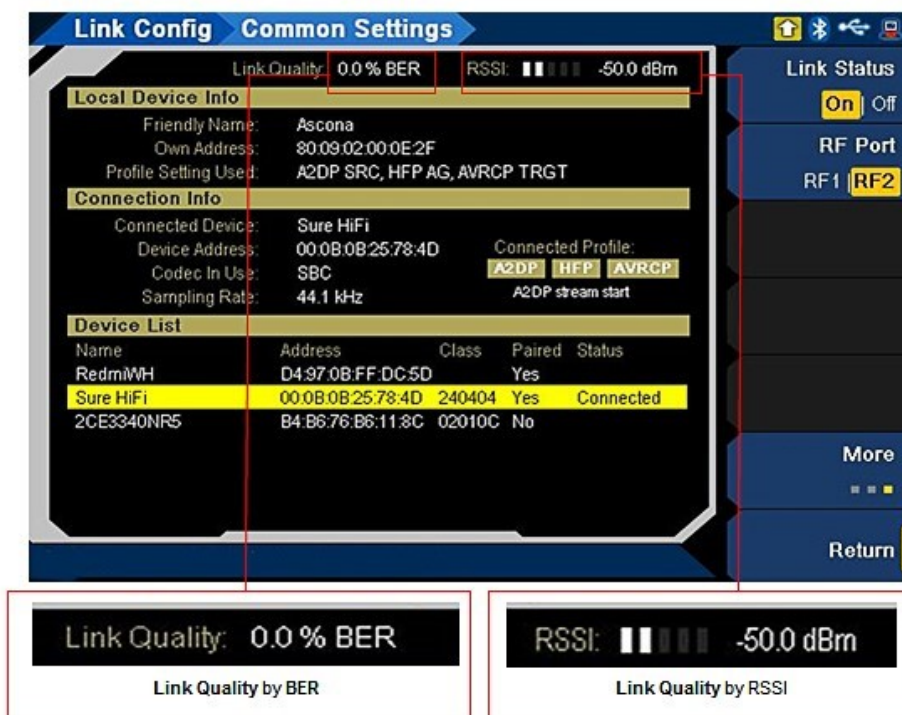 Link Config Common Settings
Link Quality: 0.0 % BER RSSI: -50.0 dBm
Local Device Info
Friendly Name: Ascona
Own Address: 80:09:02:00:0E:2F
Profile Setting Used: A2DP SRC, HFP AG, AVRCP TRGT
Connection Info
Connected Device: Sure HiFi
Device Address: 00:0B:0B:25:78:4D Connected Profile:
Codec In Use: SBC A2DP HFP AVRCP
Sampling Rate: 44.1 kHz A2DP stream start
Device List
Name Address Class Paired Status
RedmiWH D4:97:0B:FF:DC:5D Yes
Sure HiFi 00:0B:0B:25:78:4D 240404 Yes Connected
2CE3340NR5 B4:B6:76:B6:11:8C 02010C No
Link Status
On | Off
RF Port
RF1 | RF2
More
Return
Link Quality: 0.0 % BER
Link Quality by BER
RSSI: -50.0 dBm
Link Quality by RSSI